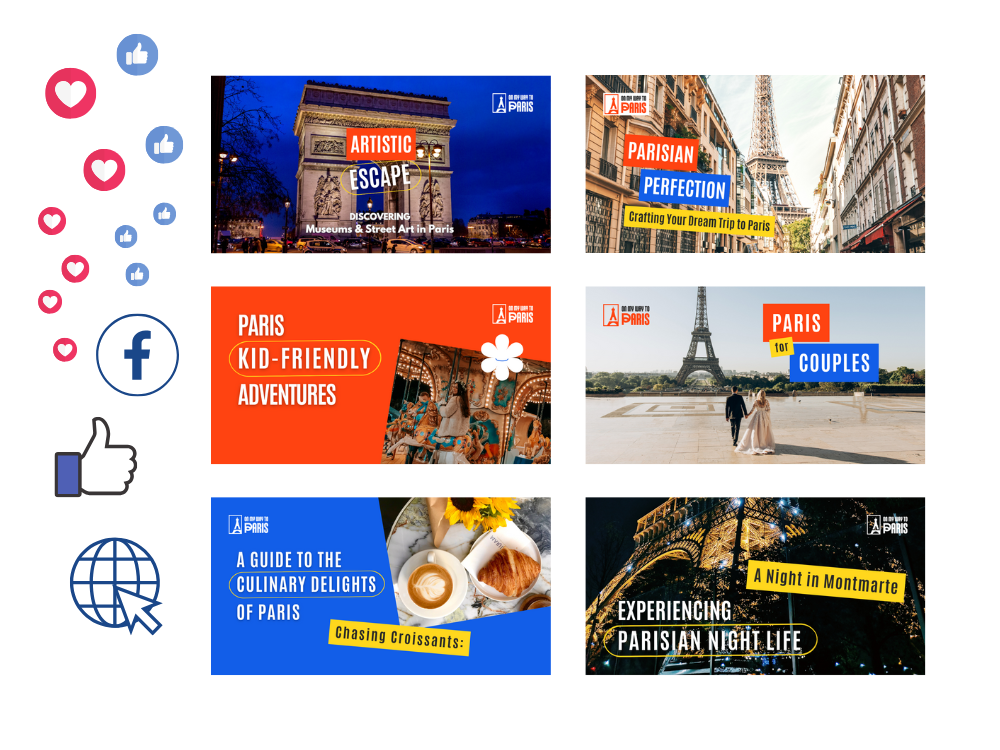 ON MY WAY TO
PARIS
ARTISTIC
ESCAPE
DISCOVERING
Museums & Street Art in Paris
ON MY WAY TO
PARIS
PARISIAN
PERFECTION
Crafting Your Dream Trip to Paris
ON MY WAY TO
PARIS
PARIS
KID-FRIENDLY
ADVENTURES
ON MY WAY TO
PARIS
PARIS
for
COUPLES
f
ON MY WAY TO
PARIS
A GUIDE TO THE
CULINARY DELIGHTS
OF PARIS
Chasing Croissants:
ON MY WAY TO
PARIS
A Night in Montmarte
EXPERIENCING
PARISIAN NIGHT LIFE